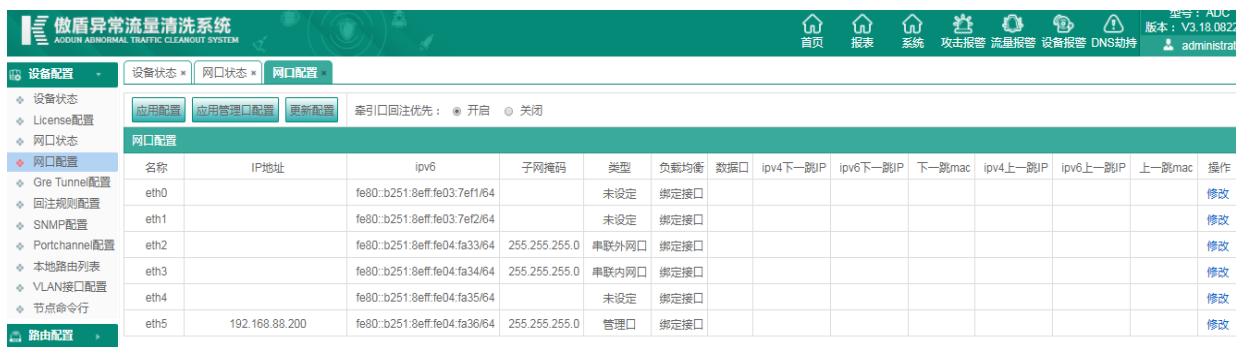 傲盾异常流量清洗系统
AODUN ABNORMAL TRAFFIC CLEANOUT SYSTEM
首页 报表 系统 攻击报警 流量报警 设备报警 DNS劫持
型号：ADC
版本：V3.18.0822
administrat
设备配置
设备状态
License配置
网口状态
网口配置
Gre Tunnel配置
回注规则配置
SNMP配置
Portchannel配置
本地路由列表
VLAN接口配置
节点命令行
路由配置
设备状态 × 网口状态 × 网口配置 ×
应用配置 应用管理口配置 更新配置 牵引口回注优先： 开启 关闭
网口配置
名称 IP地址 ipv6 子网掩码 类型 负载均衡 数据口 ipv4下一跳IP ipv6下一跳IP 下一跳mac ipv4上一跳IP ipv6上一跳IP 上一跳mac 操作
eth0 fe80::b251:8eff:fe03:7ef1/64 未设定 绑定接口 修改
eth1 fe80::b251:8eff:fe03:7ef2/64 未设定 绑定接口 修改
eth2 fe80::b251:8eff:fe04:fa33/64 255.255.255.0 串联外网口 绑定接口 修改
eth3 fe80::b251:8eff:fe04:fa34/64 255.255.255.0 串联内网口 绑定接口 修改
eth4 fe80::b251:8eff:fe04:fa35/64 未设定 绑定接口 修改
eth5 192.168.88.200 fe80::b251:8eff:fe04:fa36/64 255.255.255.0 管理口 绑定接口 修改